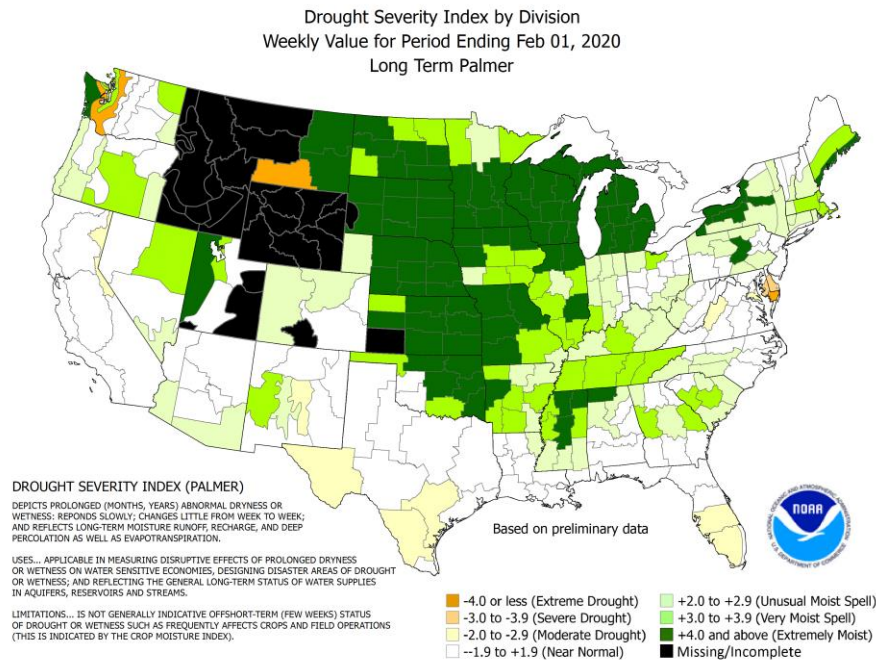 Drought Severity Index by Division
Weekly Value for Period Ending Feb 01, 2020
Long Term Palmer
DROUGHT SEVERITY INDEX (PALMER)
DEPICTS PROLONGED (MONTHS, YEARS) ABNORMAL DRYNESS OR
WETNESS: REPONDS SLOWLY; CHANGES LITTLE FROM WEEK TO WEEK;
AND REFLECTS LONG-TERM MOISTURE RUNOFF, RECHARGE, AND DEEP
PERCOLATION AS WELL AS EVAPOTRANSPIRATION.
USES... APPLICABLE IN MEASURING DISRUPTIVE EFFECTS OF PROLONGED DRYNESS
OR WETNESS ON WATER SENSITIVE ECONOMIES, DESIGNING DISASTER AREAS OF DROUGHT
OR WETNESS; AND REFLECTING THE GENERAL LONG-TERM STATUS OF WATER SUPPLIES
IN AQUIFERS, RESERVOIRS AND STREAMS.
LIMITATIONS... IS NOT GENERALLY INDICATIVE OFFSHORT-TERM (FEW WEEKS) STATUS
OF DROUGHT OR WETNESS SUCH AS FREQUENTLY AFFECTS CROPS AND FIELD OPERATIONS
(THIS IS INDICATED BY THE CROP MOISTURE INDEX).
Based on preliminary data
NATIONAL OCEANIC AND ATMOSPHERIC ADMINISTRATION
NOAA
U.S. DEPARTMENT OF COMMERCE
-4.0 or less (Extreme Drought)
-3.0 to -3.9 (Severe Drought)
-2.0 to -2.9 (Moderate Drought)
--1.9 to +1.9 (Near Normal)
+2.0 to +2.9 (Unusual Moist Spell)
+3.0 to +3.9 (Very Moist Spell)
+4.0 and above (Extremely Moist)
Missing/Incomplete